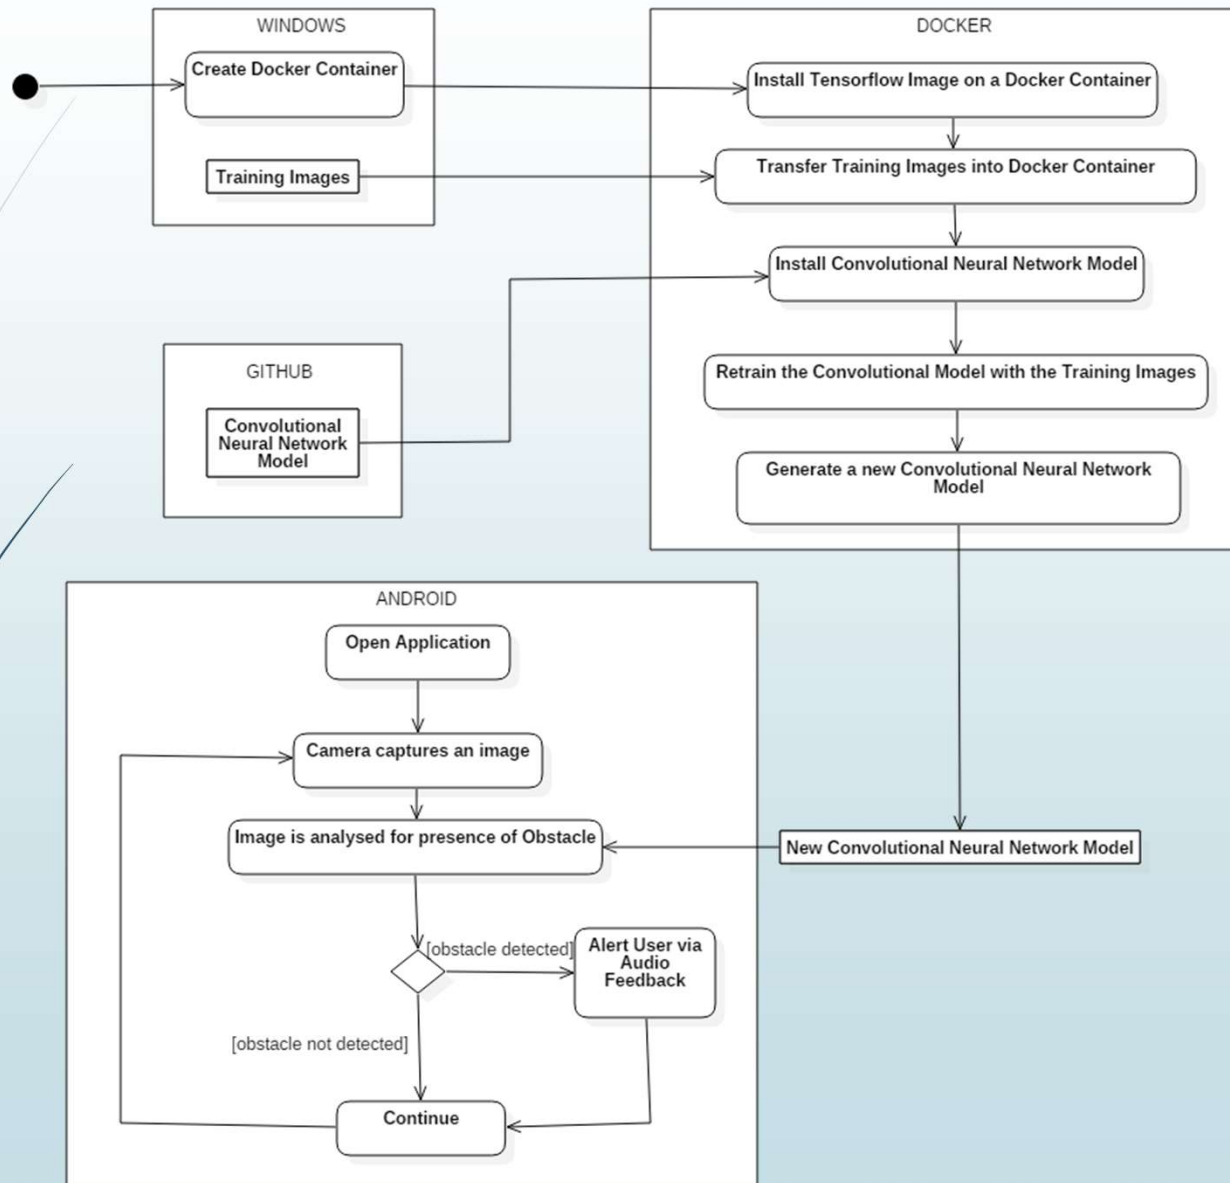 WINDOWS
Create Docker Container
Training Images
DOCKER
Install Tensorflow Image on a Docker Container
Transfer Training Images into Docker Container
Install Convolutional Neural Network Model
Retrain the Convolutional Model with the Training Images
Generate a new Convolutional Neural Network
Model
GITHUB
Convolutional
Neural Network
Model
ANDROID
Open Application
Camera captures an image
Image is analysed for presence of Obstacle
New Convolutional Neural Network Model
[obstacle detected]
Alert User via
Audio
Feedback
[obstacle not detected]
Continue